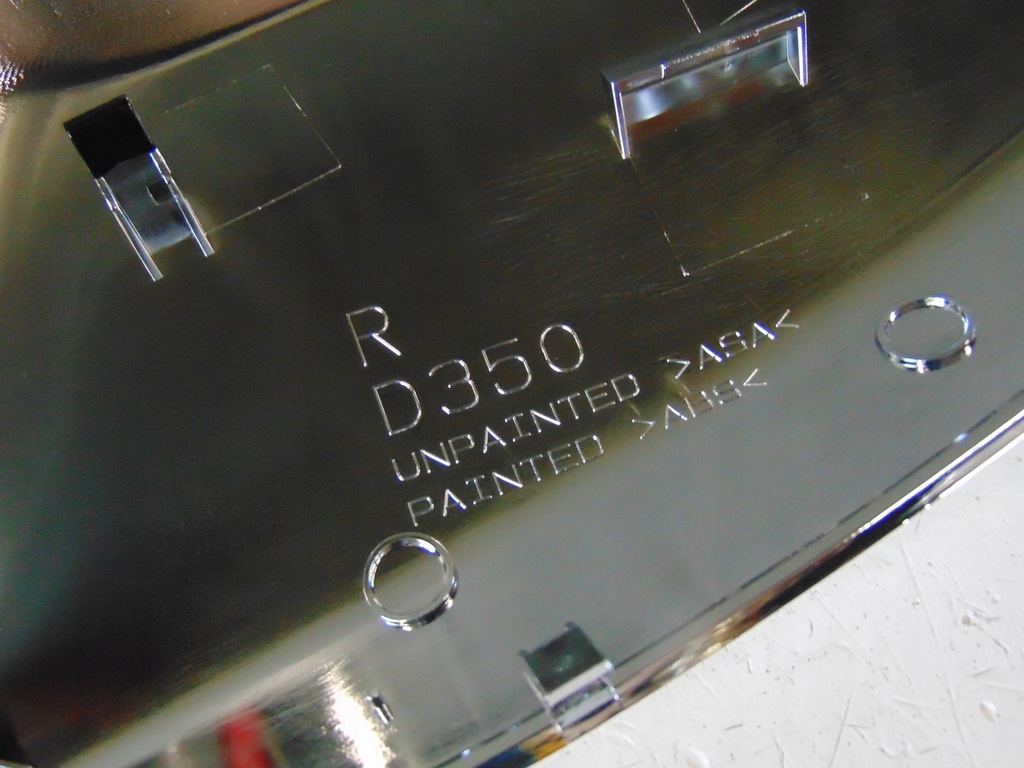 R
D350
UNPAINTED >ASA<
PAINTED >ABS<